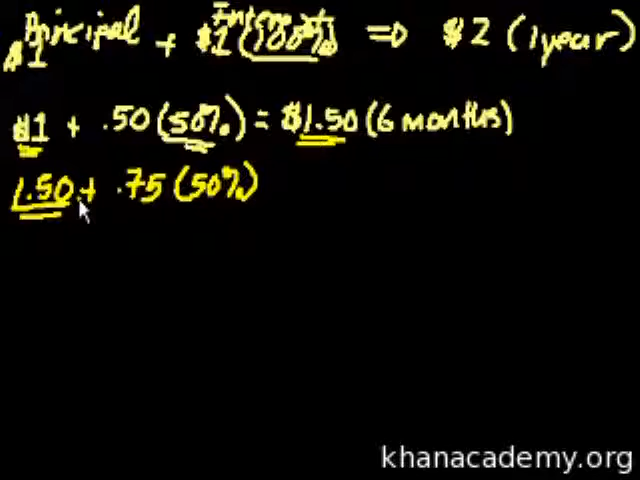 Principal Interest
$1 + $1 (100%) => $2 (1 year)
$1 + .50 (50%) = $1.50 (6 months)
1.50 + .75 (50%)
khanacademy.org